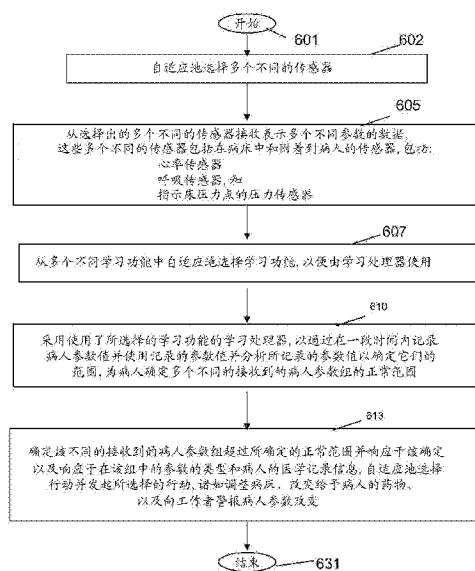 开始
601
602
自适应地选择多个不同的传感器
605
从选择出的多个不同的传感器接收表示多个不同参数的数据,
这些多个不同的传感器包括在病床中和附着到病人的传感器,包括:
心率传感器
呼吸传感器,和
指示床压力点的压力传感器
607
从多个不同学习功能中自适应地选择学习功能,以便由学习处理器使用
610
采用使用了所选择的学习功能的学习处理器,以通过在一段时间内记录
病人参数值并使用记录的参数值并分析所记录的参数值以确定它们的
范围,为病人确定多个不同的接收到的病人参数组的正常范围
613
确定该不同的接收到的病人参数组超过所确定的正常范围并响应于该确定
以及响应于在该组中的参数的类型和病人的医学记录信息,自适应地选择
行动并发起所选择的行动,诸如调整病床、改变给予病人的药物、
以及向工作者警报病人参数改变
结束
631